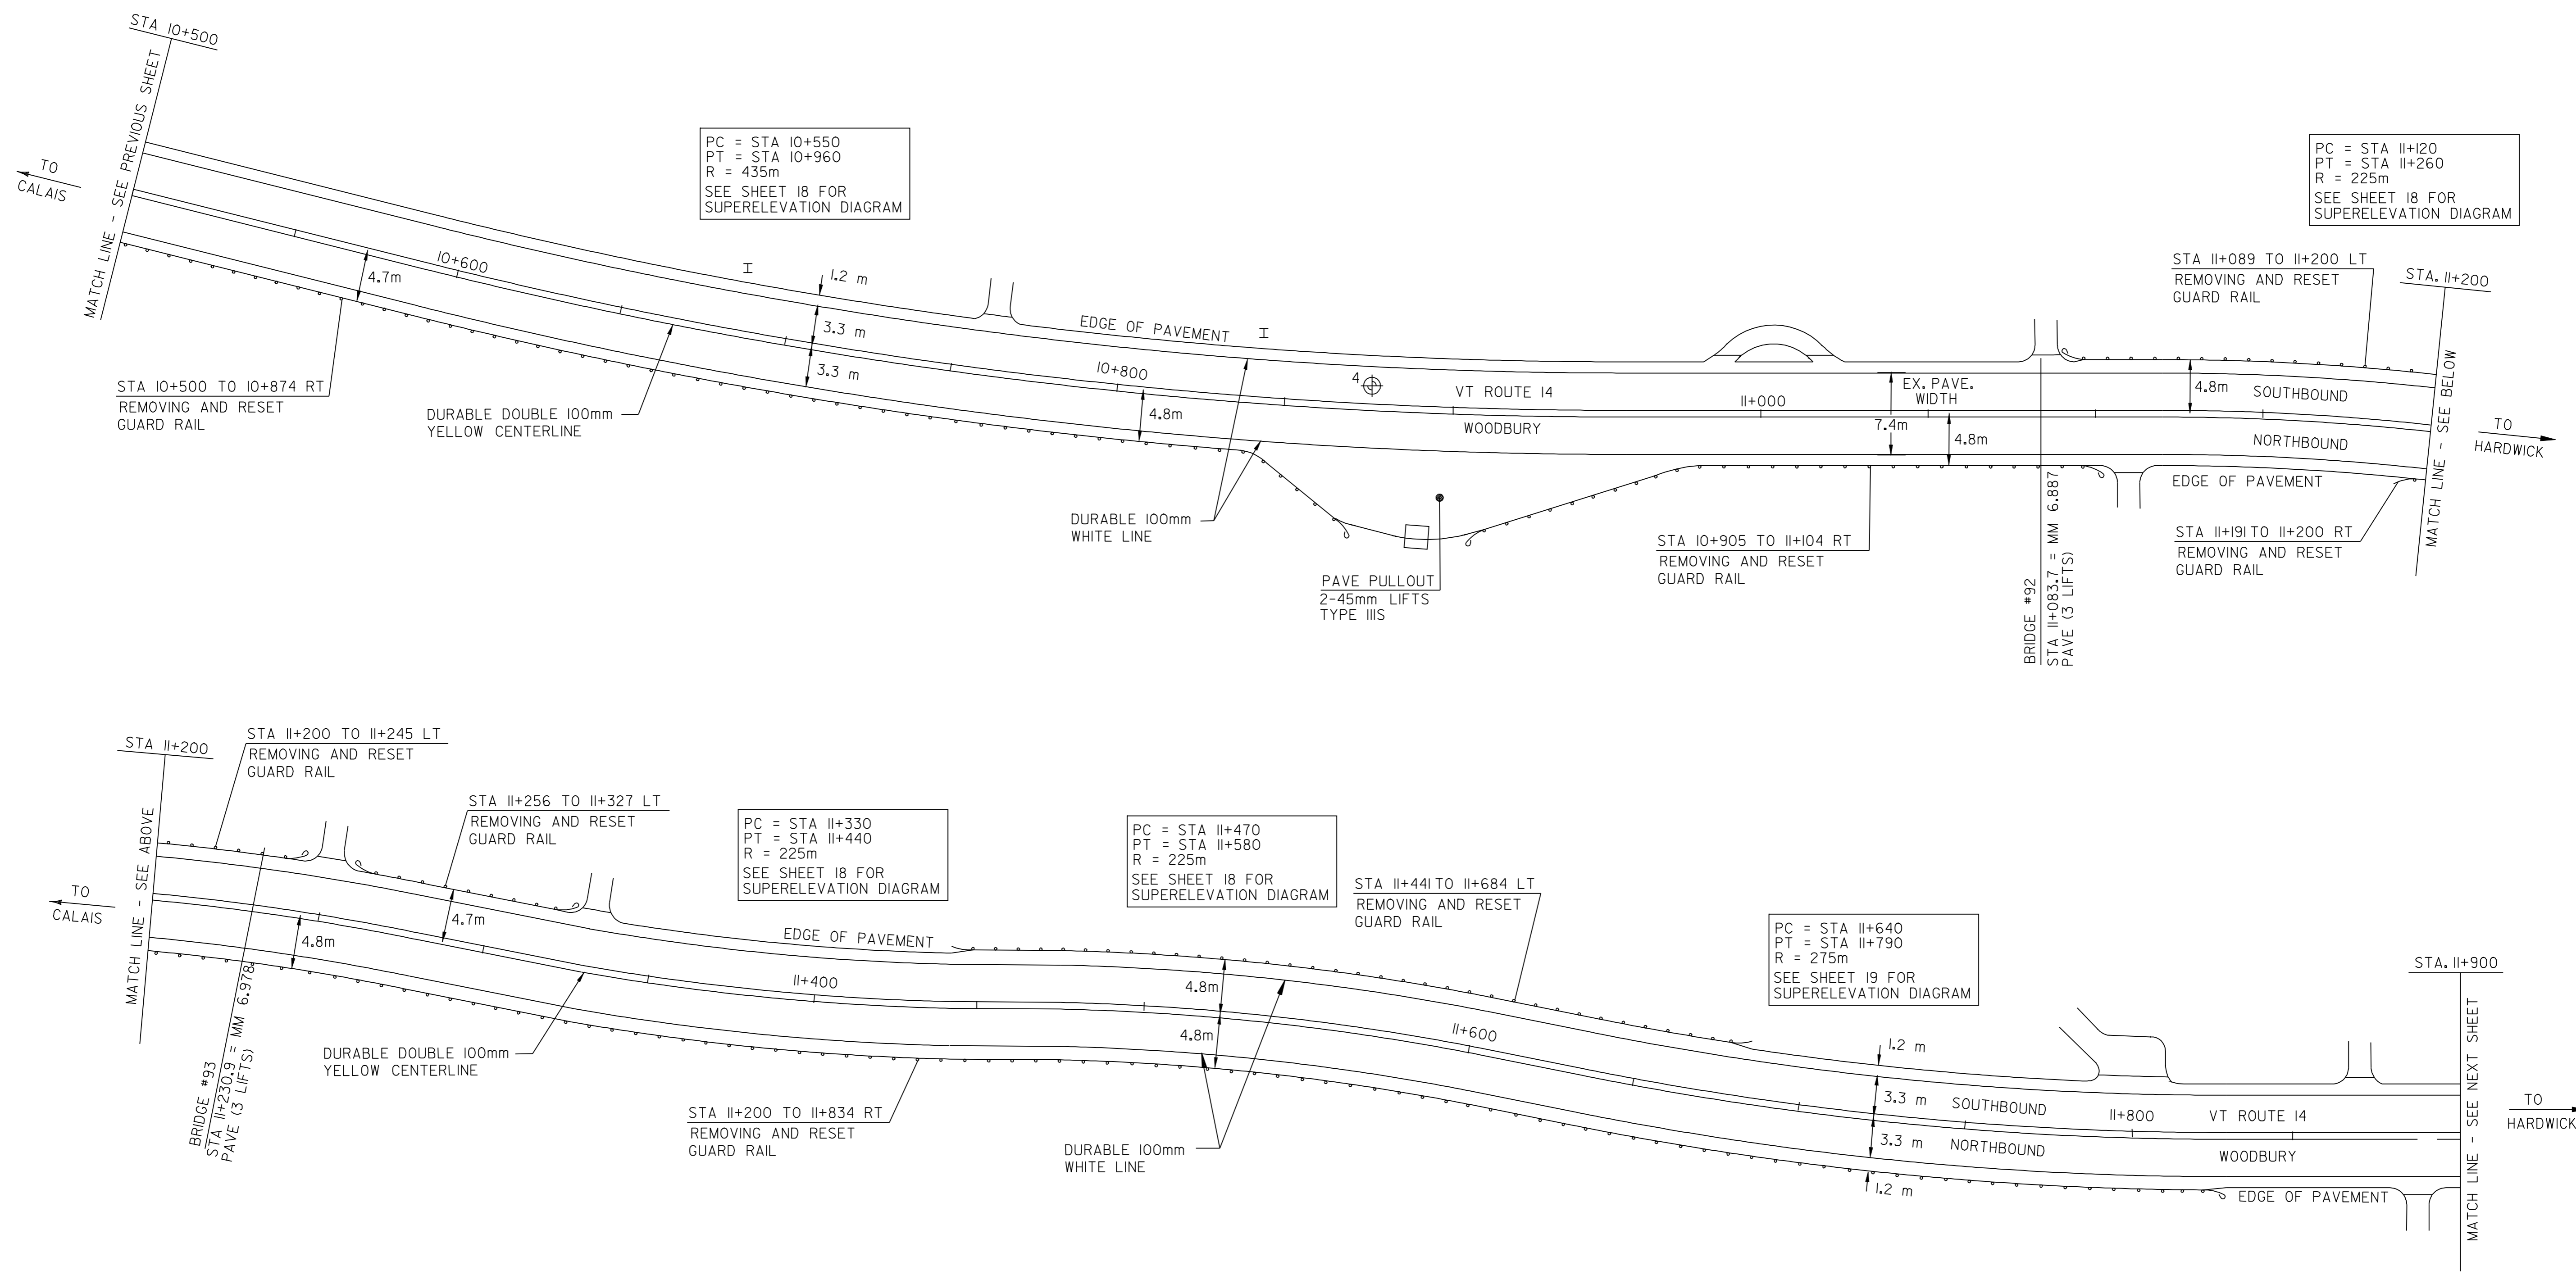 STA 10+500
MATCH LINE - SEE PREVIOUS SHEET
TO
CALAIS
PC = STA 10+550
PT = STA 10+960
R = 435m
SEE SHEET 18 FOR
SUPERELEVATION DIAGRAM
PC = STA 11+120
PT = STA 11+260
R = 225m
SEE SHEET 18 FOR
SUPERELEVATION DIAGRAM
10+600
4.7m
1.2 m
3.3 m
3.3 m
EDGE OF PAVEMENT
10+800
4
VT ROUTE 14
WOODBURY
4.8m
11+000
EX. PAVE.
WIDTH
7.4m
4.8m
4.8m
SOUTHBOUND
NORTHBOUND
EDGE OF PAVEMENT
STA 11+089 TO 11+200 LT
REMOVING AND RESET
GUARD RAIL
STA. 11+200
MATCH LINE - SEE BELOW
TO
HARDWICK
STA 10+500 TO 10+874 RT
REMOVING AND RESET
GUARD RAIL
DURABLE DOUBLE 100mm
YELLOW CENTERLINE
DURABLE 100mm
WHITE LINE
PAVE PULLOUT
2-45mm LIFTS
TYPE IIIS
STA 10+905 TO 11+104 RT
REMOVING AND RESET
GUARD RAIL
BRIDGE #92
STA 11+083.7 = MM 6.887
PAVE (3 LIFTS)
STA 11+191 TO 11+200 RT
REMOVING AND RESET
GUARD RAIL
STA 11+200
MATCH LINE - SEE ABOVE
TO
CALAIS
STA 11+200 TO 11+245 LT
REMOVING AND RESET
GUARD RAIL
STA 11+256 TO 11+327 LT
REMOVING AND RESET
GUARD RAIL
PC = STA 11+330
PT = STA 11+440
R = 225m
SEE SHEET 18 FOR
SUPERELEVATION DIAGRAM
PC = STA 11+470
PT = STA 11+580
R = 225m
SEE SHEET 18 FOR
SUPERELEVATION DIAGRAM
STA 11+441 TO 11+684 LT
REMOVING AND RESET
GUARD RAIL
PC = STA 11+640
PT = STA 11+790
R = 275m
SEE SHEET 19 FOR
SUPERELEVATION DIAGRAM
STA. 11+900
MATCH LINE - SEE NEXT SHEET
TO
HARDWICK
4.8m
4.7m
EDGE OF PAVEMENT
11+400
4.8m
4.8m
11+600
1.2 m
3.3 m
3.3 m
1.2 m
SOUTHBOUND
NORTHBOUND
11+800
VT ROUTE 14
WOODBURY
EDGE OF PAVEMENT
BRIDGE #93
STA 11+230.9 = MM 6.978
PAVE (3 LIFTS)
DURABLE DOUBLE 100mm
YELLOW CENTERLINE
STA 11+200 TO 11+834 RT
REMOVING AND RESET
GUARD RAIL
DURABLE 100mm
WHITE LINE